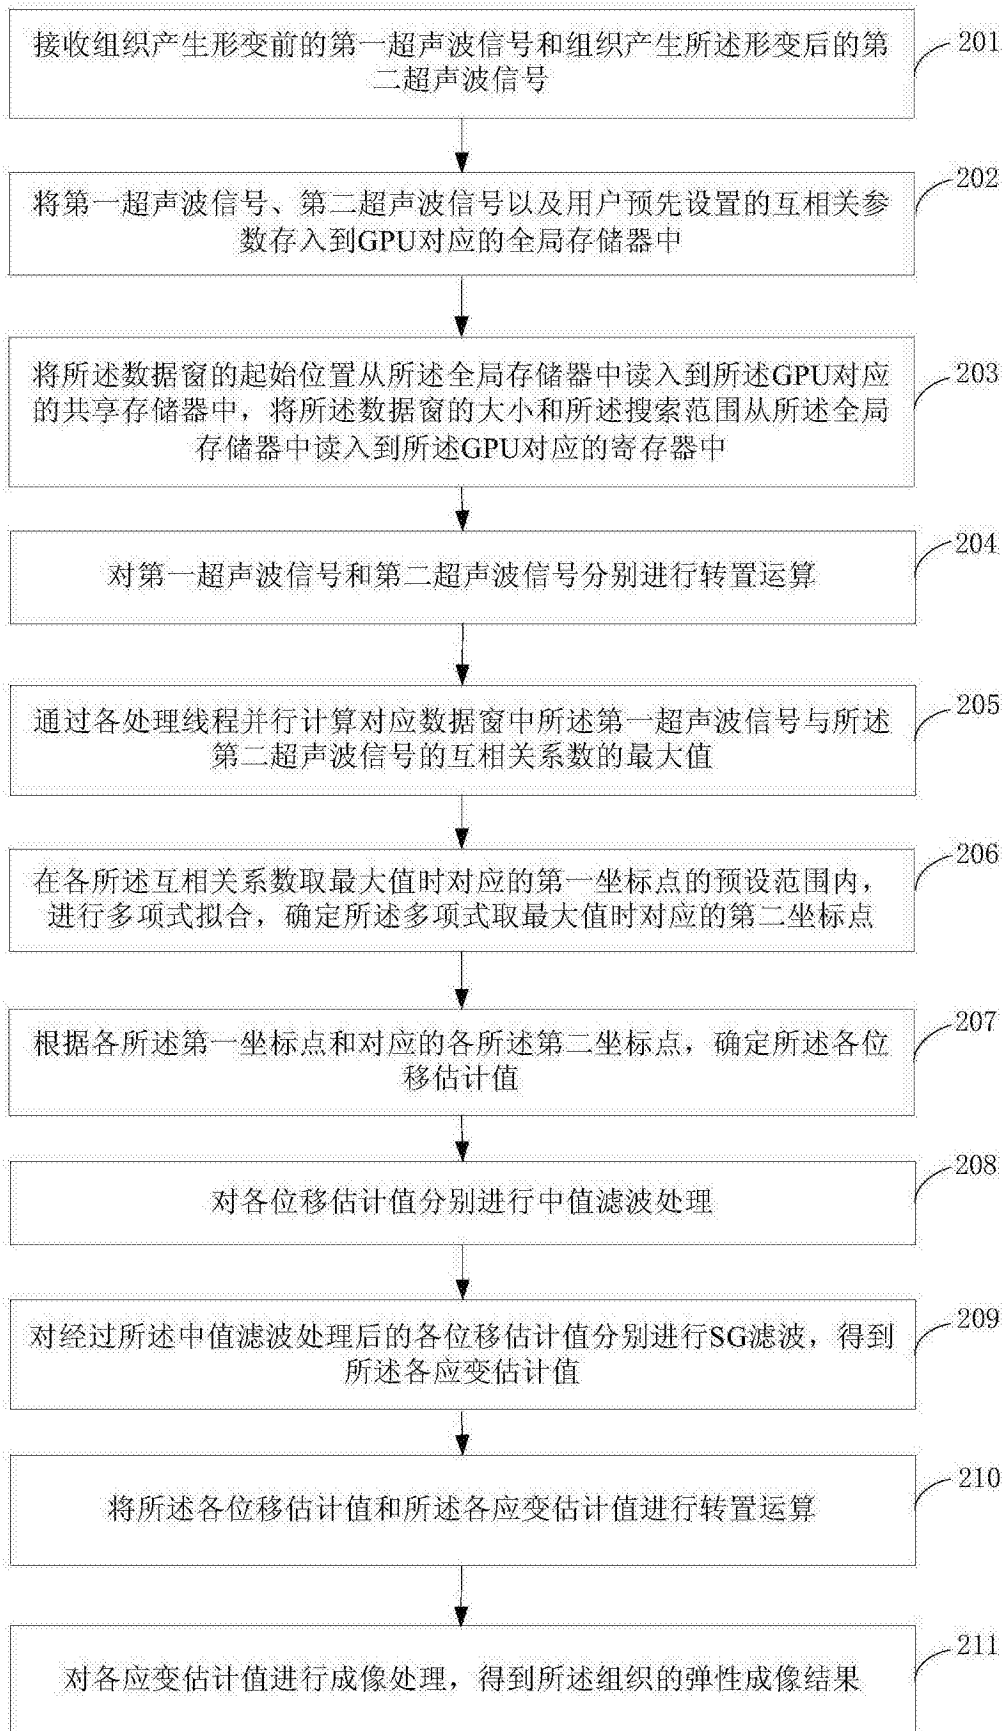 接收组织产生形变前的第一超声波信号和组织产生所述形变后的第
二超声波信号
201
将第一超声波信号、第二超声波信号以及用户预先设置的互相关参
数存入到GPU对应的全局存储器中
202
将所述数据窗的起始位置从所述全局存储器中读入到所述GPU对应
的共享存储器中，将所述数据窗的大小和所述搜索范围从所述全局
存储器中读入到所述GPU对应的寄存器中
203
对第一超声波信号和第二超声波信号分别进行转置运算
204
通过各处理线程并行计算对应数据窗中所述第一超声波信号与所述
第二超声波信号的互相关系数的最大值
205
在各所述互相关系数取最大值时对应的第一坐标点的预设范围内，
进行多项式拟合，确定所述多项式取最大值时对应的第二坐标点
206
根据各所述第一坐标点和对应的各所述第二坐标点，确定所述各位
移估计值
207
对各位移估计值分别进行中值滤波处理
208
对经过所述中值滤波处理后的各位移估计值分别进行SG滤波，得到
所述各应变估计值
209
将所述各位移估计值和所述各应变估计值进行转置运算
210
对各应变估计值进行成像处理，得到所述组织的弹性成像结果
211